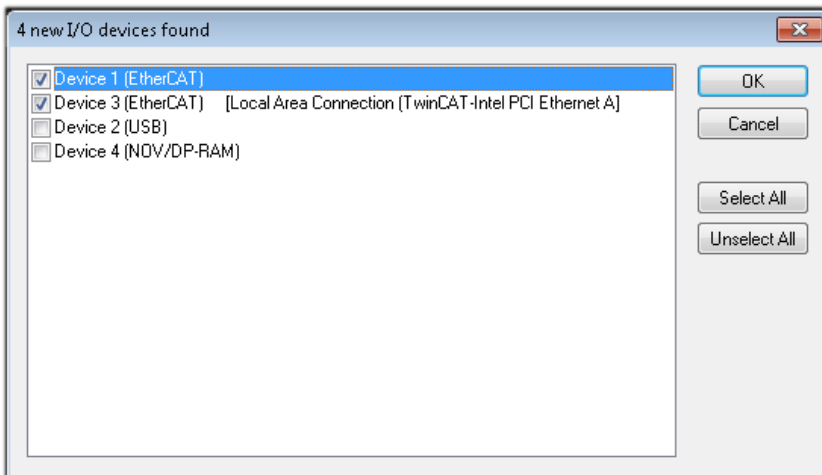 4 new I/O devices found
Device 1 (EtherCAT)
Device 3 (EtherCAT) [Local Area Connection (TwinCAT-Intel PCI Ethernet A]
Device 2 (USB)
Device 4 (NOV/DP-RAM)
OK
Cancel
Select All
Unselect All